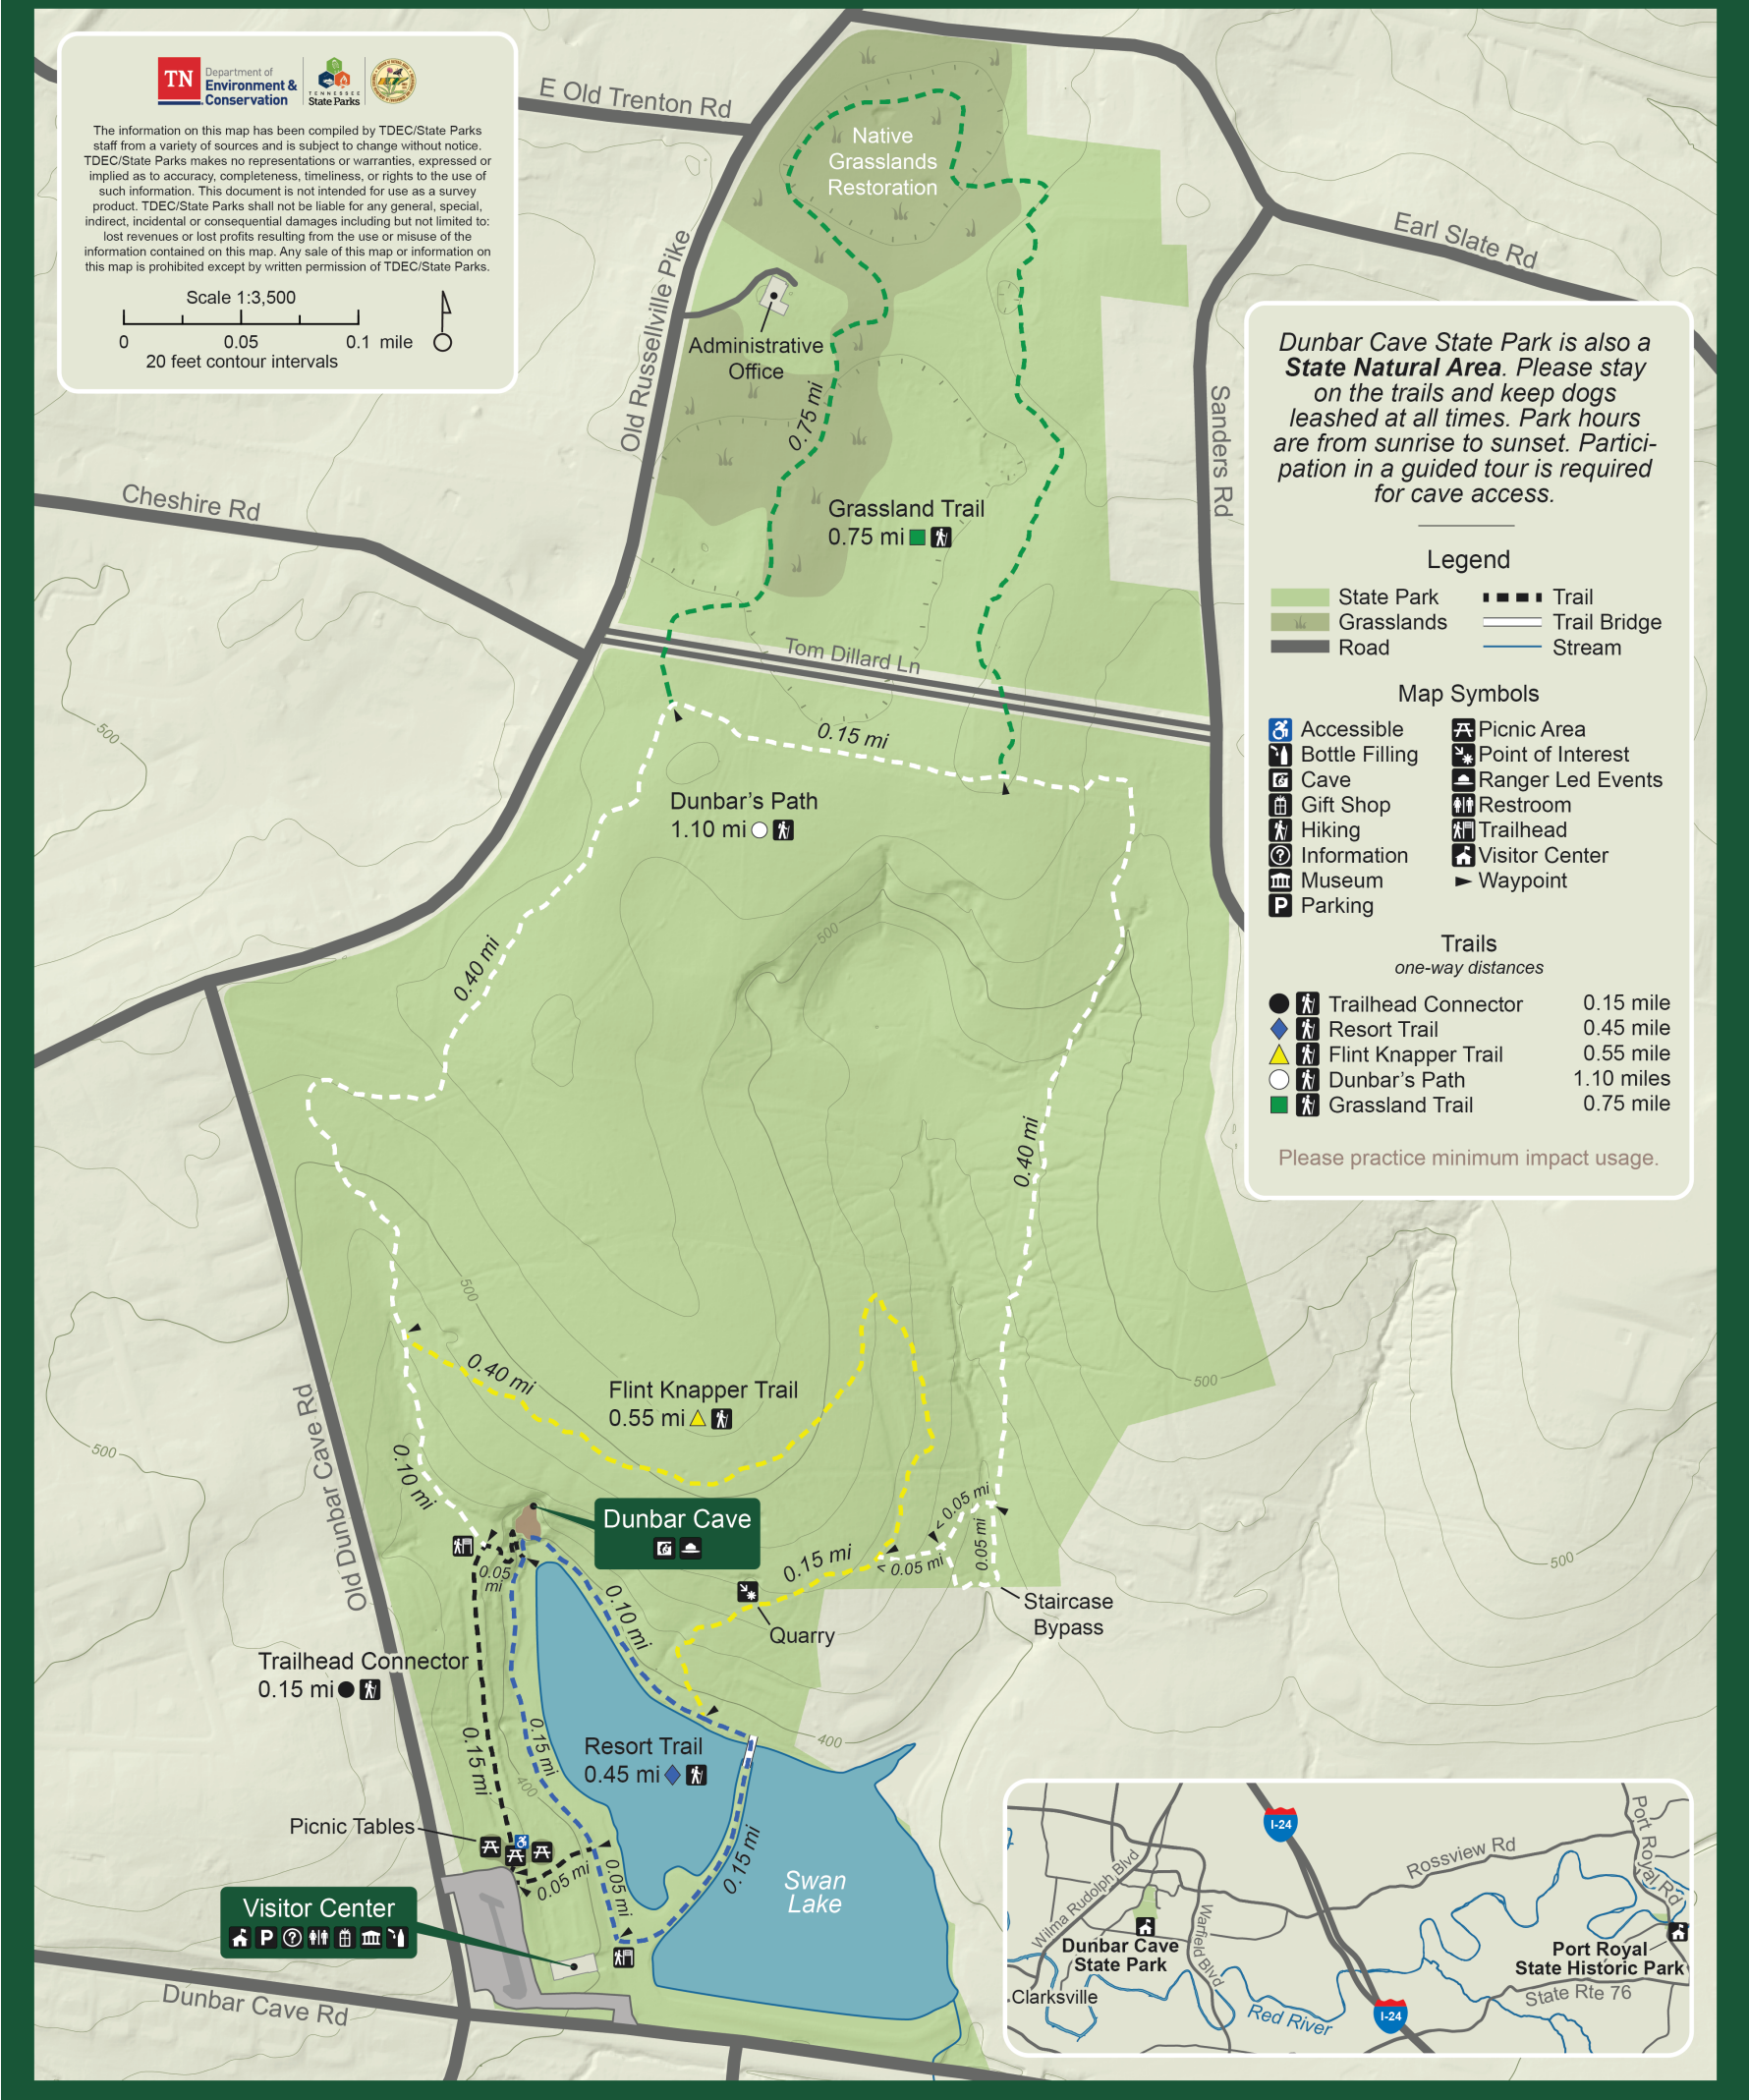 TN
Department of
Environment &
Conservation
TENNESSEE
State Parks
The information on this map has been compiled by TDEC/State Parks
staff from a variety of sources and is subject to change without notice.
TDEC/State Parks makes no representations or warranties, expressed or
implied as to accuracy, completeness, timeliness, or rights to the use of
such information. This document is not intended for use as a survey
product. TDEC/State Parks shall not be liable for any general, special,
indirect, incidental or consequential damages including but not limited to:
lost revenues or lost profits resulting from the use or misuse of the
information contained on this map. Any sale of this map or information on
this map is prohibited except by written permission of TDEC/State Parks.
Scale 1:3,500
0 0.05 0.1 mile
20 feet contour intervals
E Old Trenton Rd
Native
Grasslands
Restoration
Old Russellville Pike
Earl Slate Rd
Administrative
Office
0.75 mi
Sanders Rd
Cheshire Rd
Grassland Trail
0.75 mi
Tom Dillard Ln
500
0.15 mi
Dunbar's Path
1.10 mi
500
0.40 mi
0.40 mi
500
0.40 mi
Flint Knapper Trail
0.55 mi
500
500
Old Dunbar Cave Rd
0.10 mi
Dunbar Cave
< 0.05 mi
0.05 mi
< 0.05 mi
0.15 mi
500
0.05
mi
0.10 mi
Quarry
Staircase
Bypass
Trailhead Connector
0.15 mi
0.15 mi
0.15 mi
400
400
Resort Trail
0.45 mi
Picnic Tables
0.05 mi
0.05 mi
0.15 mi
Swan
Lake
Visitor Center
P
Dunbar Cave Rd
Dunbar Cave State Park is also a
State Natural Area. Please stay
on the trails and keep dogs
leashed at all times. Park hours
are from sunrise to sunset. Partici-
pation in a guided tour is required
for cave access.
Legend
State Park Trail
Grasslands Trail Bridge
Road Stream
Map Symbols
Accessible Picnic Area
Bottle Filling Point of Interest
Cave Ranger Led Events
Gift Shop Restroom
Hiking Trailhead
Information Visitor Center
Museum Waypoint
P Parking
Trails
one-way distances
Trailhead Connector 0.15 mile
Resort Trail 0.45 mile
Flint Knapper Trail 0.55 mile
Dunbar's Path 1.10 miles
Grassland Trail 0.75 mile
Please practice minimum impact usage.
I-24
Port Royal Rd
Rossview Rd
Wilma Rudolph Blvd
Warfield Blvd
Dunbar Cave
State Park
Port Royal
State Historic Park
Clarksville
State Rte 76
Red River
I-24